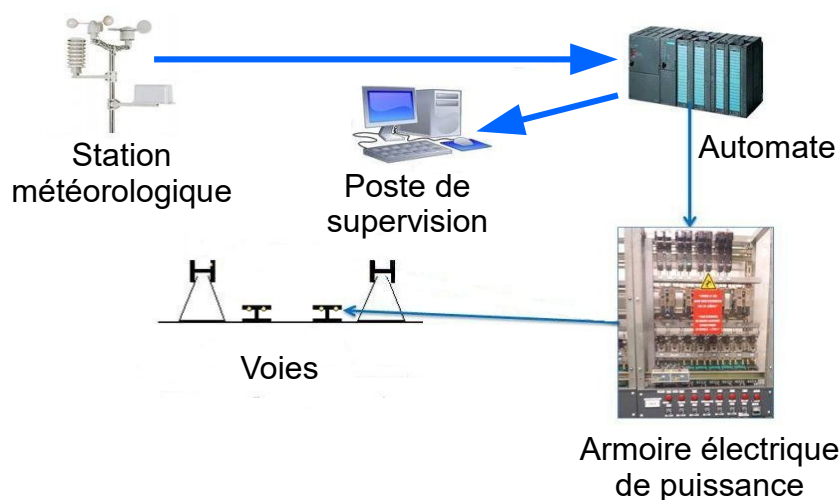 Station
météorologique
Poste de
supervision
Automate
Voies
Armoire électrique
de puissance